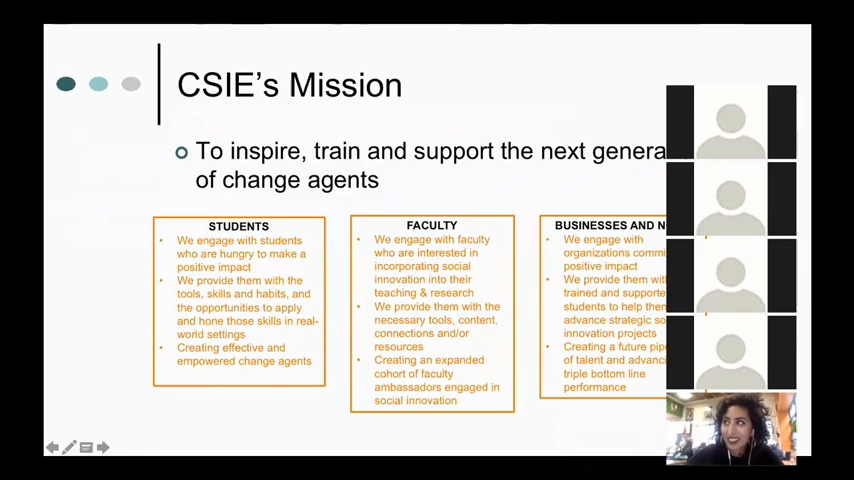 CSIE's Mission
To inspire, train and support the next genera
of change agents
STUDENTS
• We engage with students
who are hungry to make a
positive impact
• We provide them with the
tools, skills and habits, and
the opportunities to apply
and hone those skills in real-
world settings
• Creating effective and
empowered change agents
FACULTY
• We engage with faculty
who are interested in
incorporating social
innovation into their
teaching & research
• We provide them with the
necessary tools, content,
connections and/or
resources
• Creating an expanded
cohort of faculty
ambassadors engaged in
social innovation
BUSINESSES AND N
• We engage with
organizations commi
positive impact
• We provide them with
trained and supporte
students to help them
advance strategic so
innovation projects
• Creating a future pipe
of talent and advanci
triple bottom line
performance